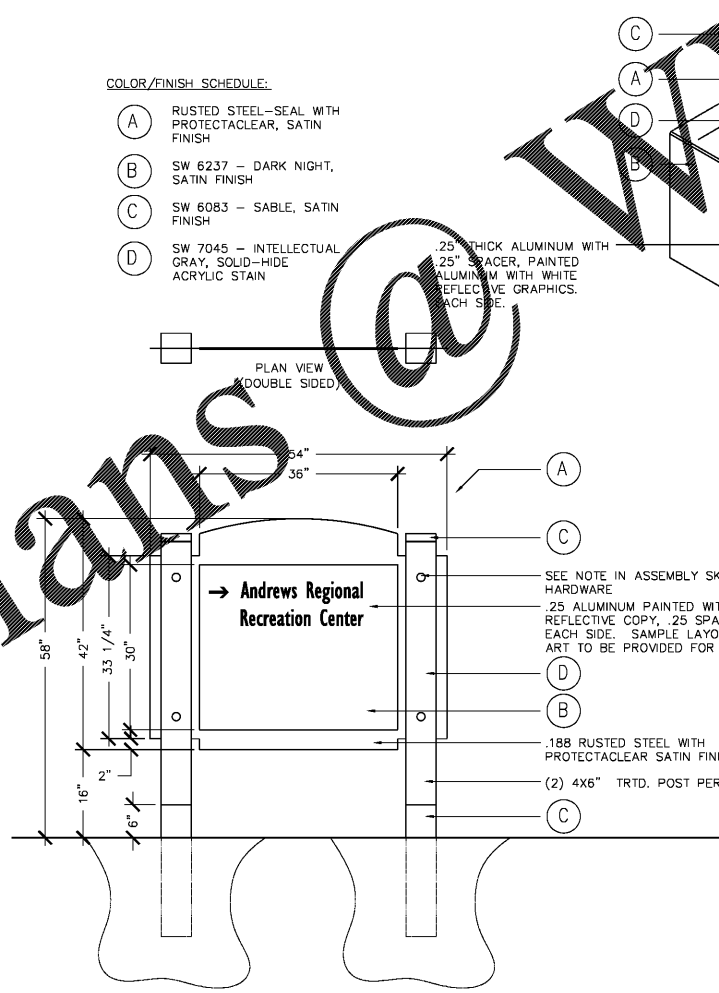 COLOR/FINISH SCHEDULE:
A
RUSTED STEEL-SEAL WITH
PROTECTACLEAR, SATIN
FINISH
B
SW 6237 - DARK NIGHT,
SATIN FINISH
C
SW 6083 - SABLE, SATIN
FINISH
D
SW 7045 - INTELLECTUAL
GRAY, SOLID-HIDE
ACRYLIC STAIN
C
A
D
B
.25" THICK ALUMINUM WITH
.25" SPACER, PAINTED
ALUMINUM WITH WHITE
REFLECTIVE GRAPHICS.
EACH SIDE.
PLAN VIEW
(DOUBLE SIDED)
54"
36"
A
C
→ Andrews Regional
Recreation Center
SEE NOTE IN ASSEMBLY SK
HARDWARE
.25 ALUMINUM PAINTED WIT
REFLECTIVE COPY, .25 SPA
EACH SIDE. SAMPLE LAYO
ART TO BE PROVIDED FOR
D
B
.188 RUSTED STEEL WITH
PROTECTACLEAR SATIN FINI
(2) 4X6" TRTD. POST PER
C
58"
42"
33 1/4"
30"
2"
16"
6"
ans @ w